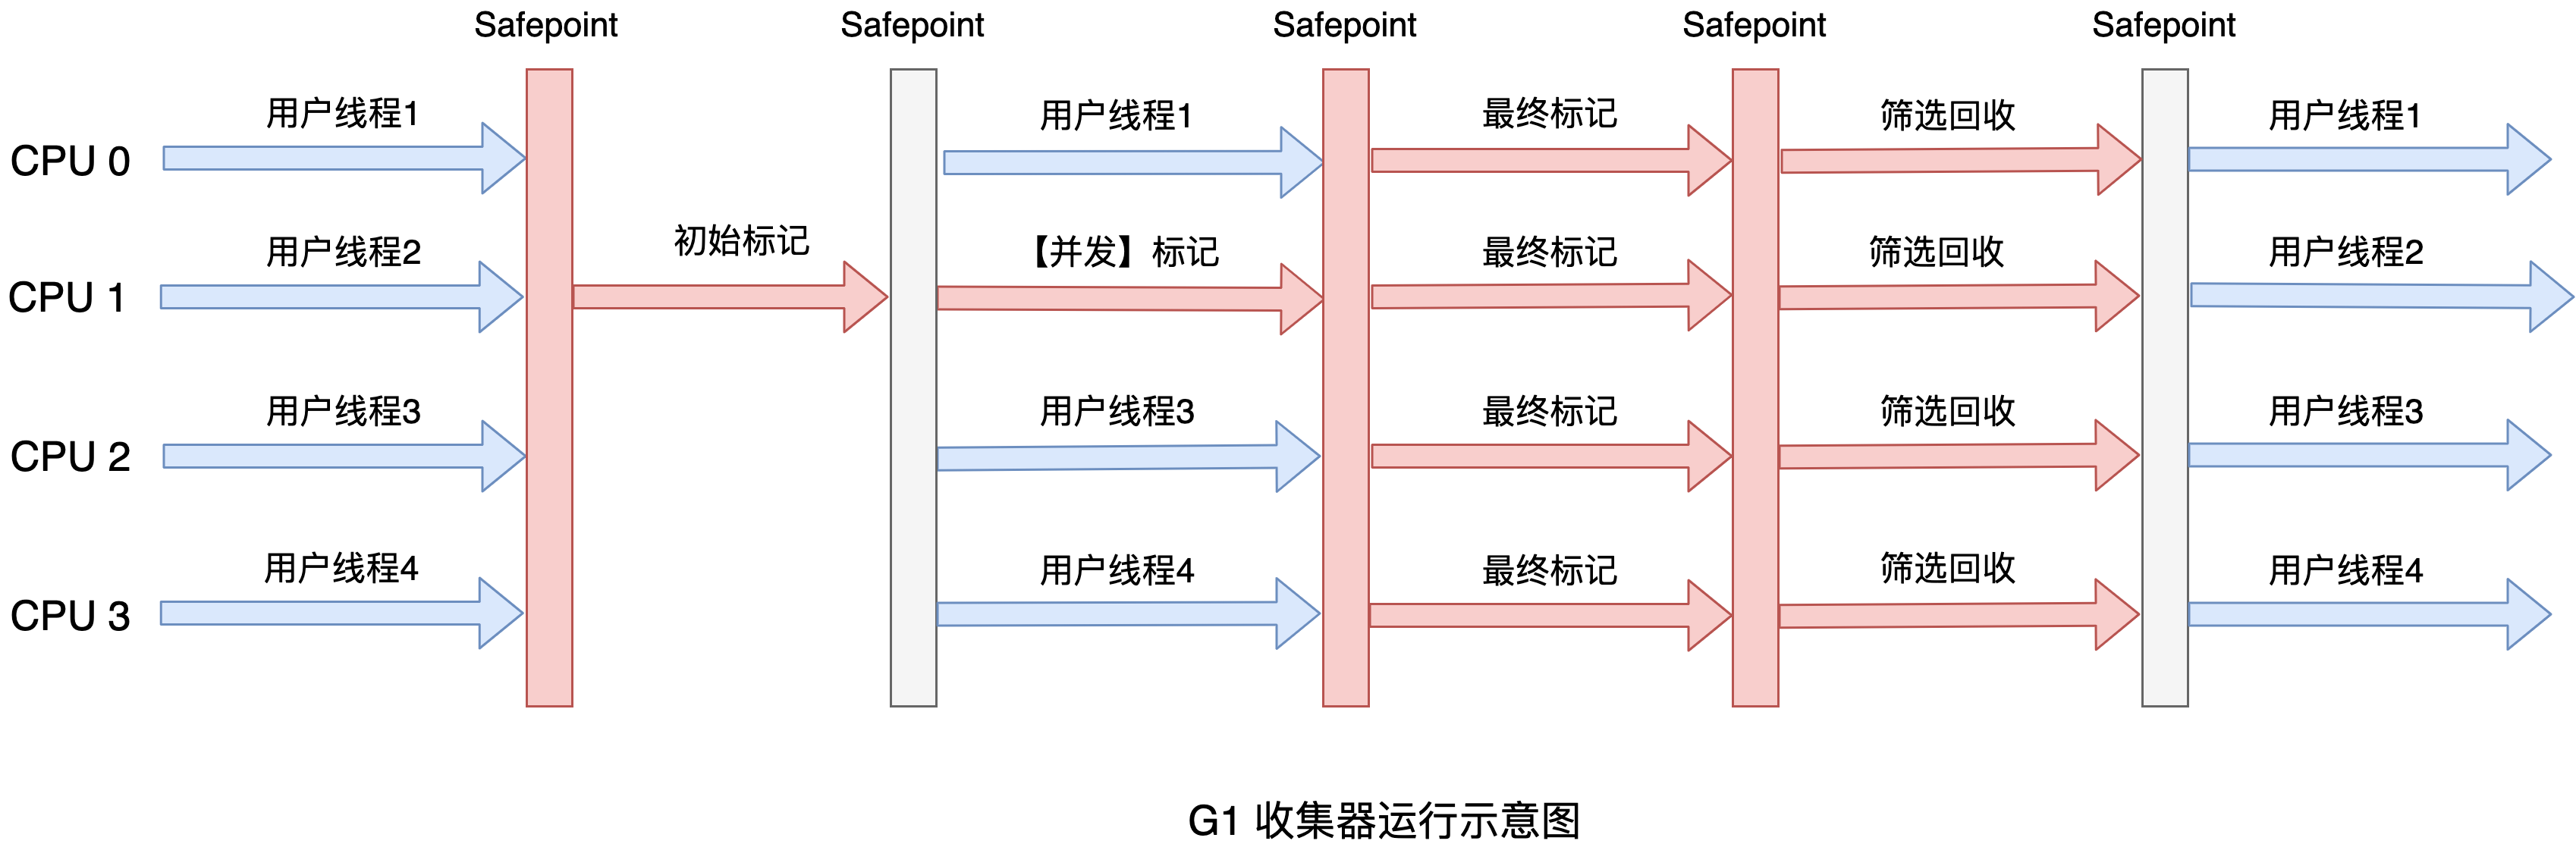 Safepoint Safepoint Safepoint Safepoint Safepoint
用户线程1 用户线程1 最终标记 筛选回收 用户线程1
CPU 0
用户线程2 初始标记 【并发】标记 最终标记 筛选回收 用户线程2
CPU 1
用户线程3 用户线程3 最终标记 筛选回收 用户线程3
CPU 2
用户线程4 用户线程4 最终标记 筛选回收 用户线程4
CPU 3
G1 收集器运行示意图